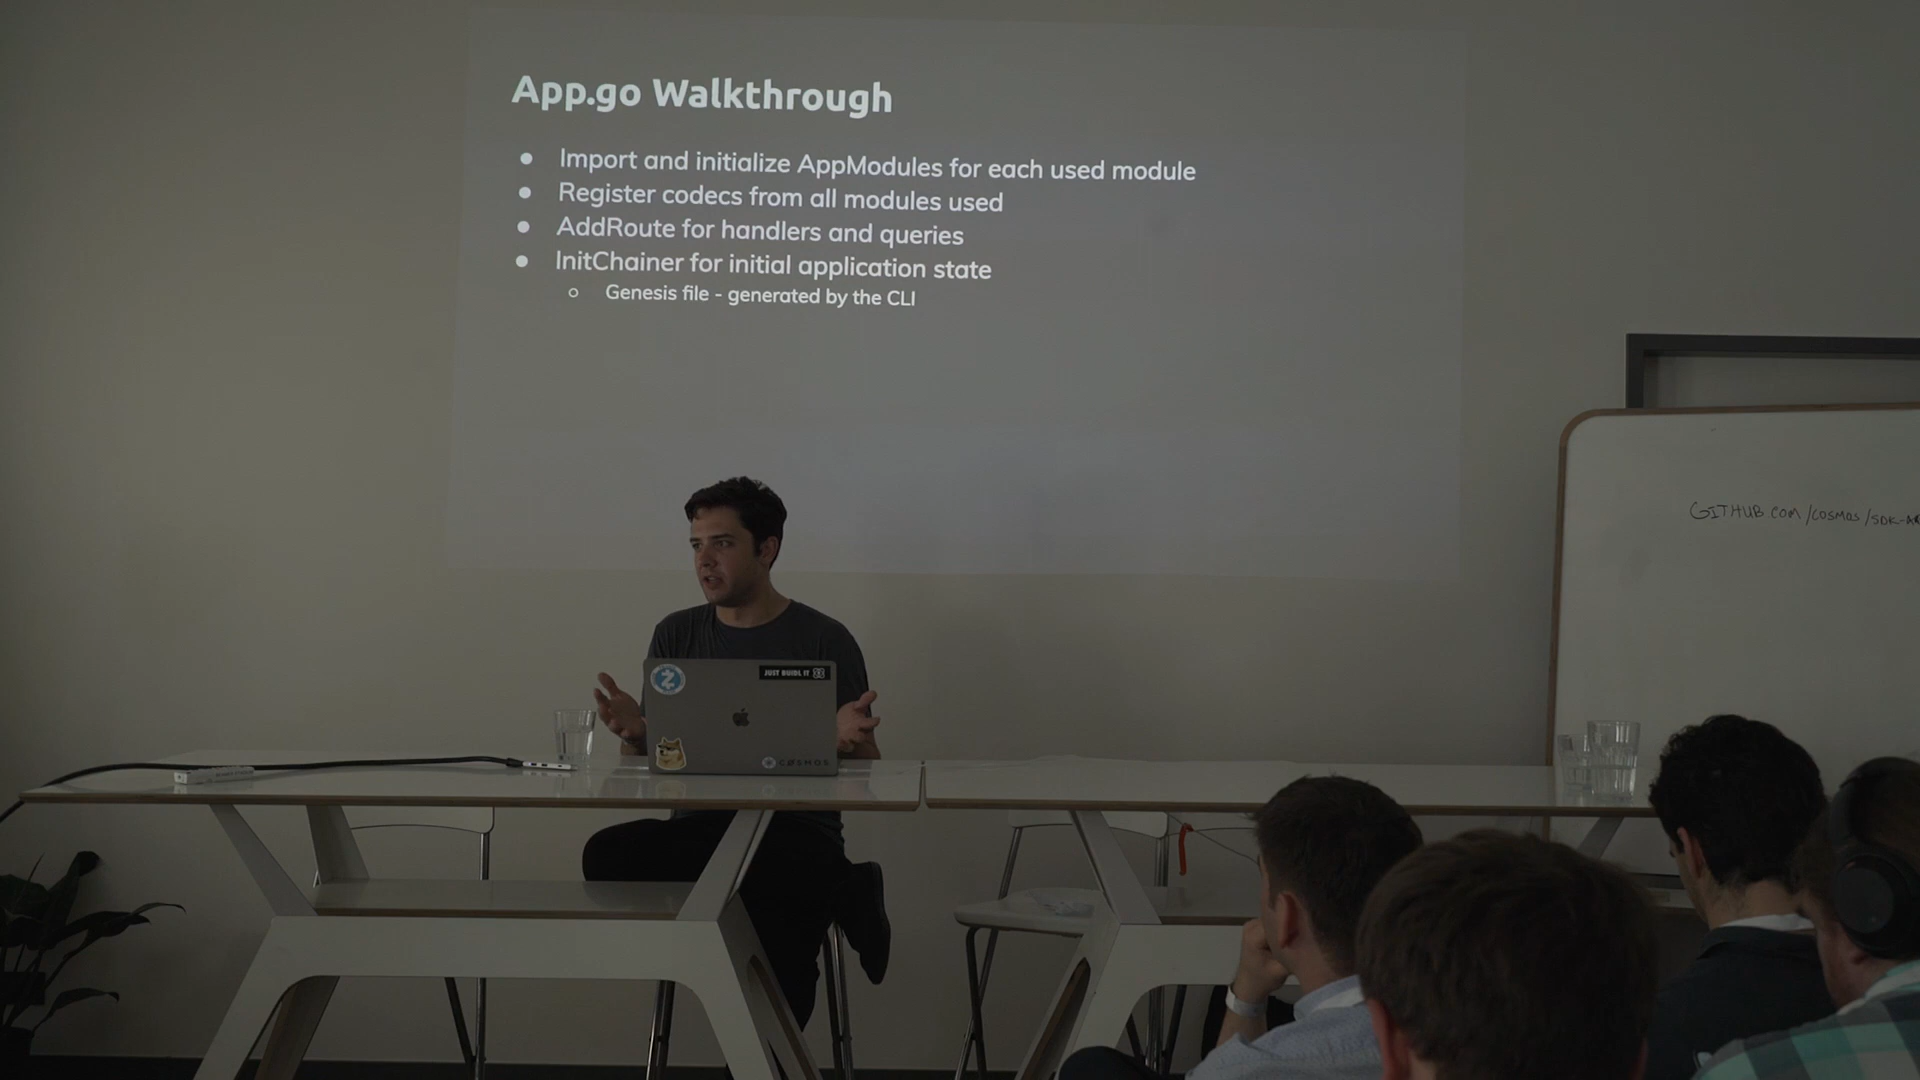 App.go Walkthrough
● Import and initialize AppModules for each used module
● Register codecs from all modules used
● AddRoute for handlers and queries
● InitChainer for initial application state
○ Genesis file - generated by the CLI
GITHUB.COM/COSMOS/SDK-
JUST BUIDL IT
COSMOS